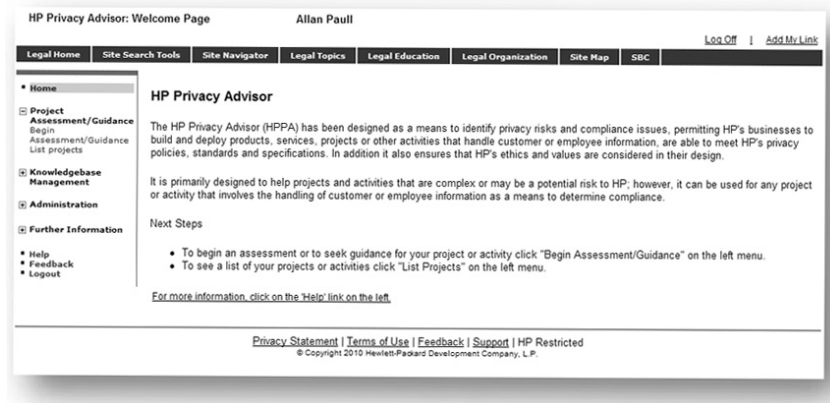 HP Privacy Advisor: Welcome Page Allan Paull
Log Off | Add My Link
Legal Home Site Search Tools Site Navigator Legal Topics Legal Education Legal Organization Site Map SBC
Home
Project
Assessment/Guidance
Begin
Assessment/Guidance
List projects
Knowledgebase
Management
Administration
Further Information
Help
Feedback
Logout
HP Privacy Advisor
The HP Privacy Advisor (HPPA) has been designed as a means to identify privacy risks and compliance issues, permitting HP's businesses to
build and deploy products, services, projects or other activities that handle customer or employee information, are able to meet HP's privacy
policies, standards and specifications. In addition it also ensures that HP's ethics and values are considered in their design.
It is primarily designed to help projects and activities that are complex or may be a potential risk to HP; however, it can be used for any project
or activity that involves the handling of customer or employee information as a means to determine compliance.
Next Steps
• To begin an assessment or to seek guidance for your project or activity click "Begin Assessment/Guidance" on the left menu.
• To see a list of your projects or activities click "List Projects" on the left menu.
For more information, click on the 'Help' link on the left.
Privacy Statement | Terms of Use | Feedback | Support | HP Restricted
© Copyright 2010 Hewlett-Packard Development Company, L.P.